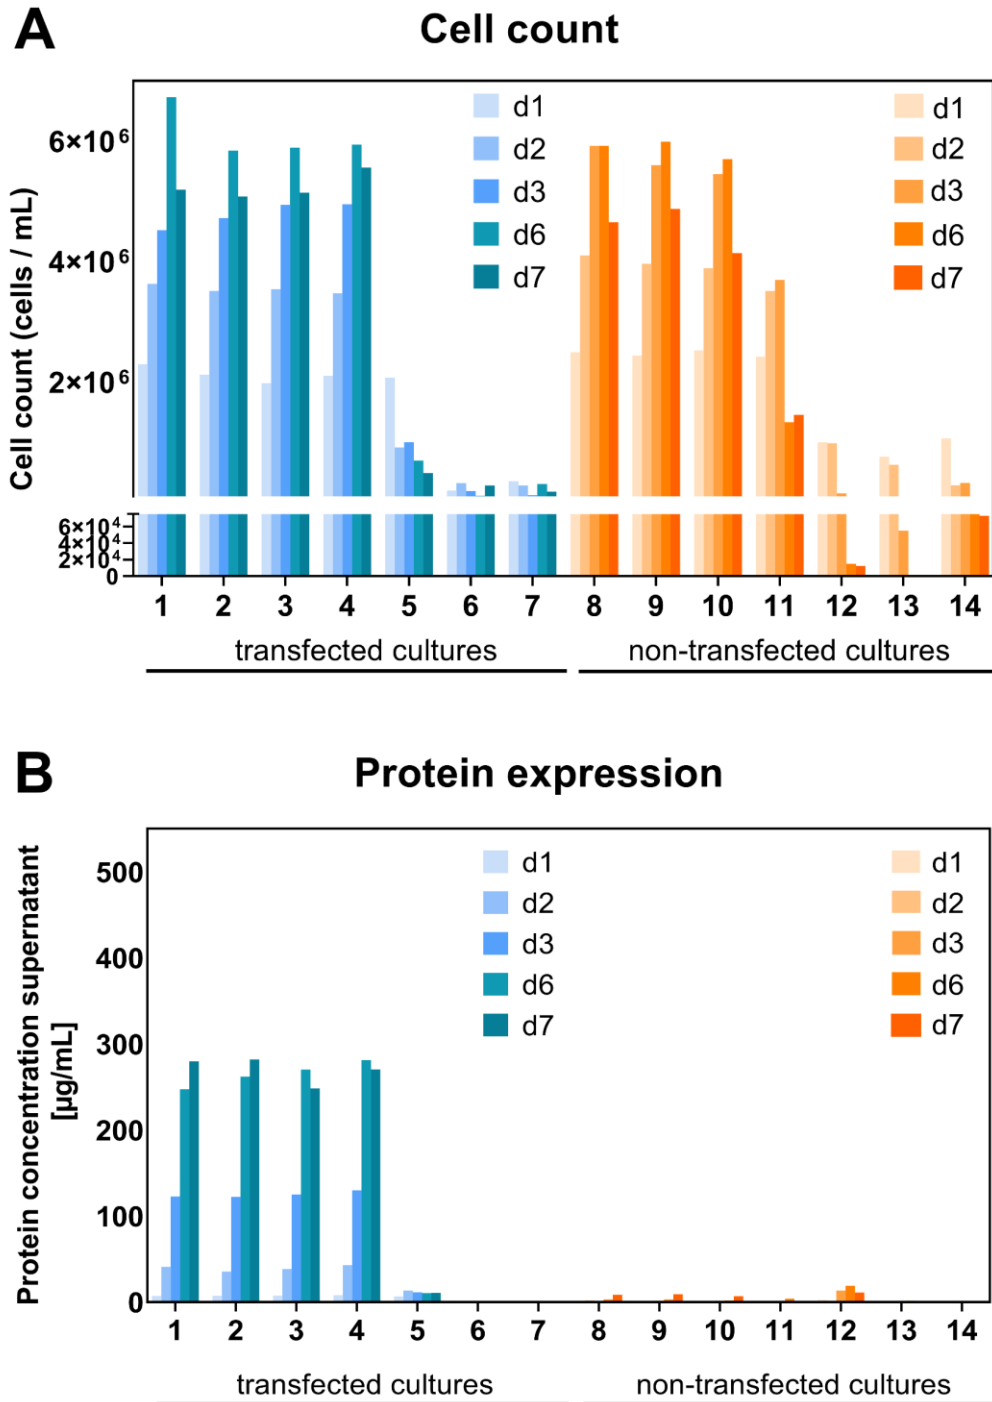 A
Cell count
Cell count (cells / mL)
6×10⁶
4×10⁶
2×10⁶
6×10⁴
4×10⁴
2×10⁴
0
d1
d2
d3
d6
d7
d1
d2
d3
d6
d7
1 2 3 4 5 6 7 8 9 10 11 12 13 14
transfected cultures non-transfected cultures
B
Protein expression
Protein concentration supernatant
[µg/mL]
500
400
300
200
100
0
d1
d2
d3
d6
d7
d1
d2
d3
d6
d7
1 2 3 4 5 6 7 8 9 10 11 12 13 14
transfected cultures non-transfected cultures